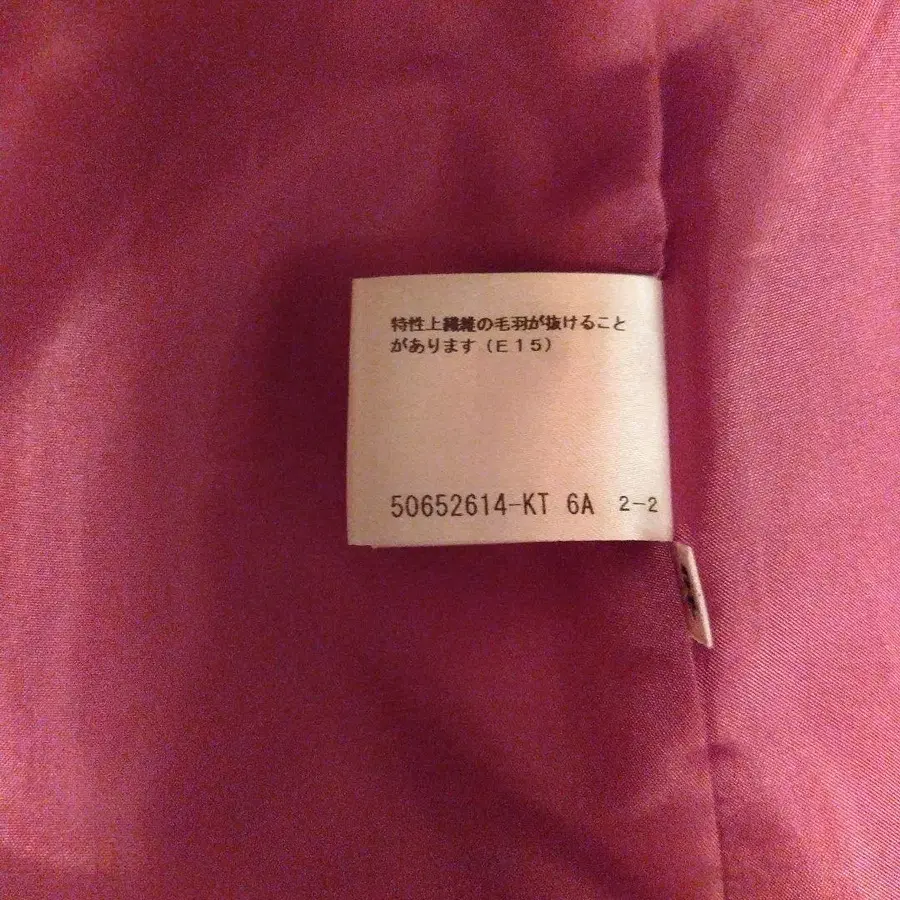 特性上繊維の毛羽が抜けること
があります（Ｅ１５）
50652614-KT 6A 2-2